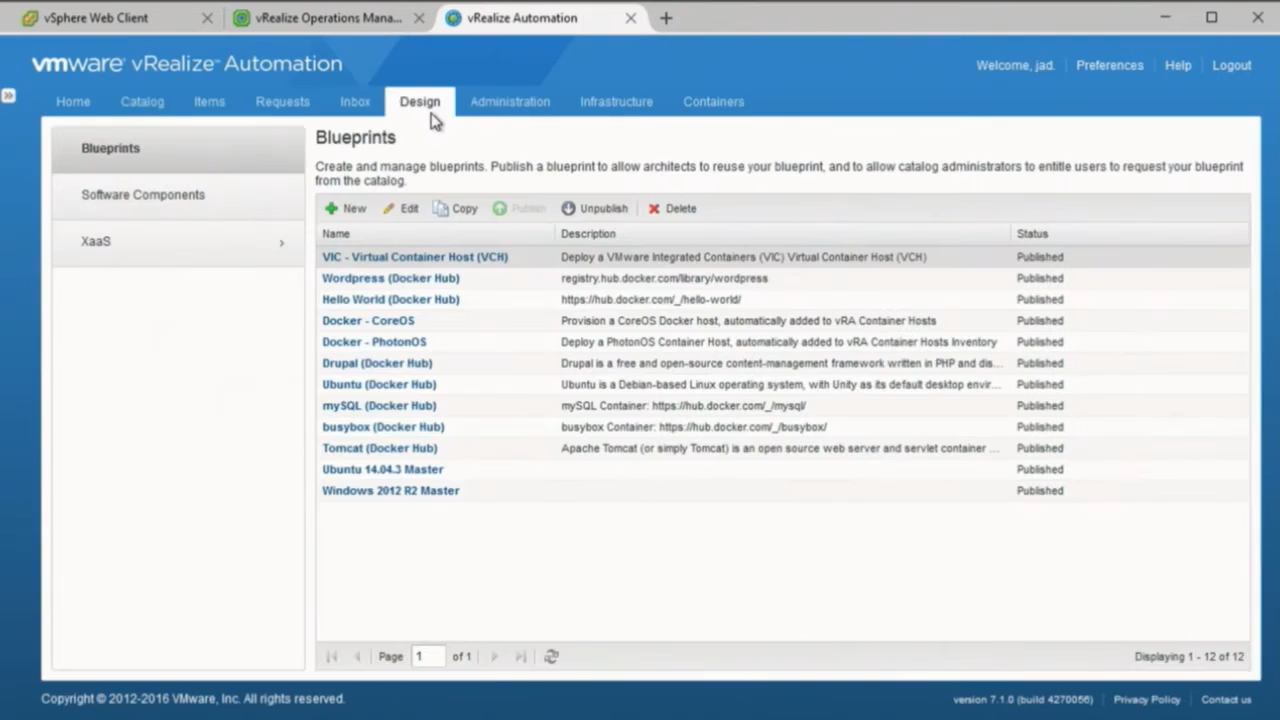 vSphere Web Client
vRealize Operations Mana...
vRealize Automation
vmware® vRealize™ Automation
Welcome, jad. Preferences Help Logout
Home Catalog Items Requests Inbox Design Administration Infrastructure Containers
Blueprints
Software Components
XaaS
Blueprints
Create and manage blueprints. Publish a blueprint to allow architects to reuse your blueprint, and to allow catalog administrators to entitle users to request your blueprint
from the catalog.
New Edit Copy Publish Unpublish Delete
Name Description Status
VIC - Virtual Container Host (VCH) Deploy a VMware Integrated Containers (VIC) Virtual Container Host (VCH) Published
Wordpress (Docker Hub) registry.hub.docker.com/library/wordpress Published
Hello World (Docker Hub) https://hub.docker.com/_/hello-world/ Published
Docker - CoreOS Provision a CoreOS Docker host, automatically added to vRA Container Hosts Published
Docker - PhotonOS Deploy a PhotonOS Container Host, automatically added to vRA Container Hosts Inventory Published
Drupal (Docker Hub) Drupal is a free and open-source content-management framework written in PHP and dis... Published
Ubuntu (Docker Hub) Ubuntu is a Debian-based Linux operating system, with Unity as its default desktop envir... Published
mySQL (Docker Hub) mySQL Container: https://hub.docker.com/_/mysql/ Published
busybox (Docker Hub) busybox Container: https://hub.docker.com/_/busybox/ Published
Tomcat (Docker Hub) Apache Tomcat (or simply Tomcat) is an open source web server and servlet container ... Published
Ubuntu 14.04.3 Master Published
Windows 2012 R2 Master Published
Page 1 of 1 Displaying 1 - 12 of 12
Copyright © 2012-2016 VMware, Inc. All rights reserved. version 7.1.0 (build 4270056) Privacy Policy Contact us